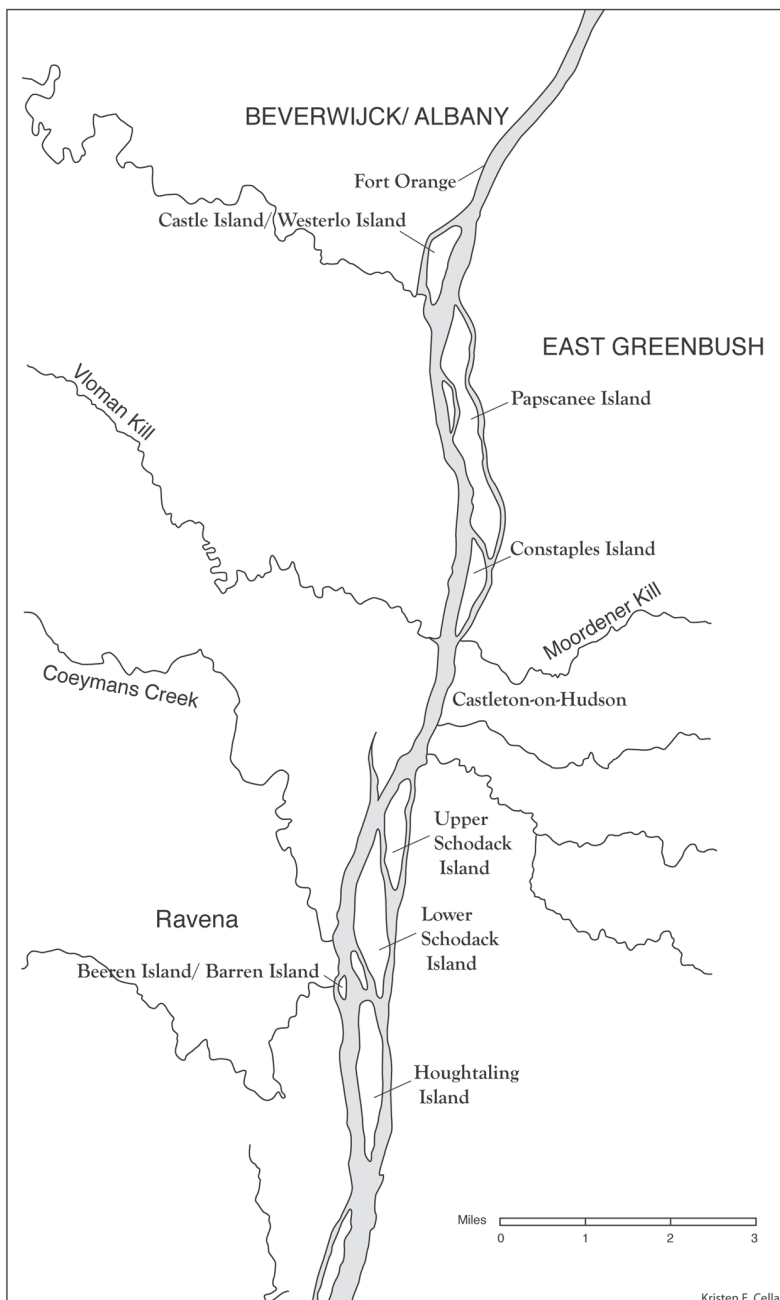 BEVERWIJCK/ ALBANY
Fort Orange
Castle Island/ Westerlo Island
EAST GREENBUSH
Vloman Kill
Papscanee Island
Constaples Island
Moordener Kill
Coeymans Creek
Castleton-on-Hudson
Upper
Schodack
Island
Ravena
Lower
Schodack
Island
Beeren Island/ Barren Island
Houghtaling
Island
Miles
0 1 2 3
Kristen E. Cella